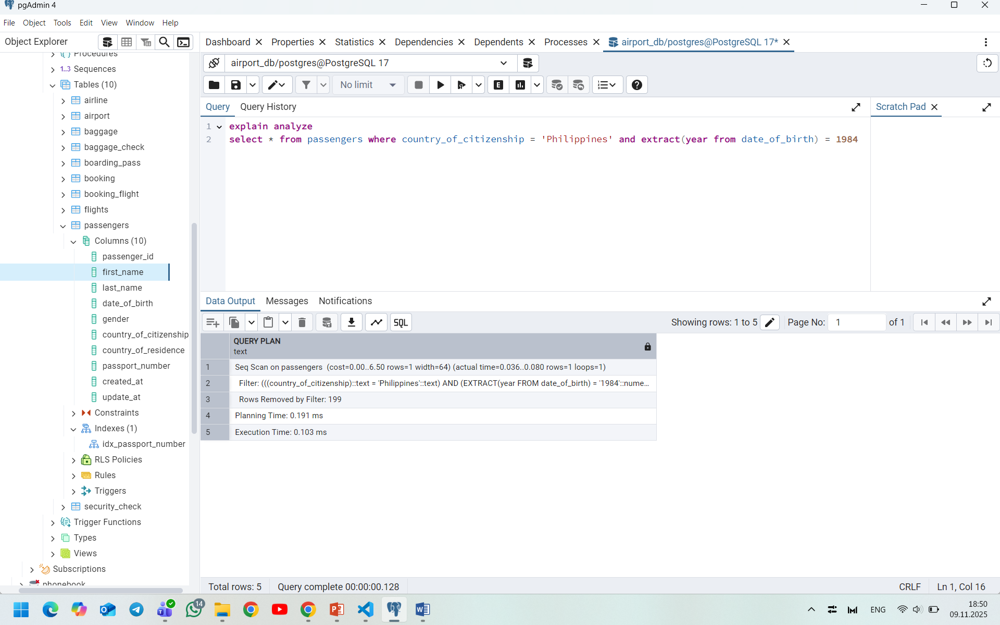 pgAdmin 4
File Object Tools Edit View Window Help
Object Explorer
Dashboard Properties Statistics Dependencies Dependents Processes airport_db/postgres@PostgreSQL 17*
airport_db/postgres@PostgreSQL 17
No limit
E
Procedures
1..3 Sequences
Tables (10)
airline
airport
baggage
baggage_check
boarding_pass
booking
booking_flight
flights
passengers
Columns (10)
passenger_id
first_name
last_name
date_of_birth
gender
country_of_citizenship
country_of_residence
passport_number
created_at
update_at
Constraints
Indexes (1)
idx_passport_number
RLS Policies
Rules
Triggers
security_check
Trigger Functions
Types
Views
Subscriptions
phonebook
Query Query History
Scratch Pad
1 explain analyze
2 select * from passengers where country_of_citizenship = 'Philippines' and extract(year from date_of_birth) = 1984
Data Output Messages Notifications
SQL
Showing rows: 1 to 5 Page No: 1 of 1
QUERY PLAN
text
1 Seq Scan on passengers (cost=0.00..6.50 rows=1 width=64) (actual time=0.036..0.080 rows=1 loops=1)
2 Filter: (((country_of_citizenship)::text = 'Philippines'::text) AND (EXTRACT(year FROM date_of_birth) = '1984'::nume...
3 Rows Removed by Filter: 199
4 Planning Time: 0.191 ms
5 Execution Time: 0.103 ms
Total rows: 5 Query complete 00:00:00.128 CRLF Ln 1, Col 16
14
ENG
18:50
09.11.2025